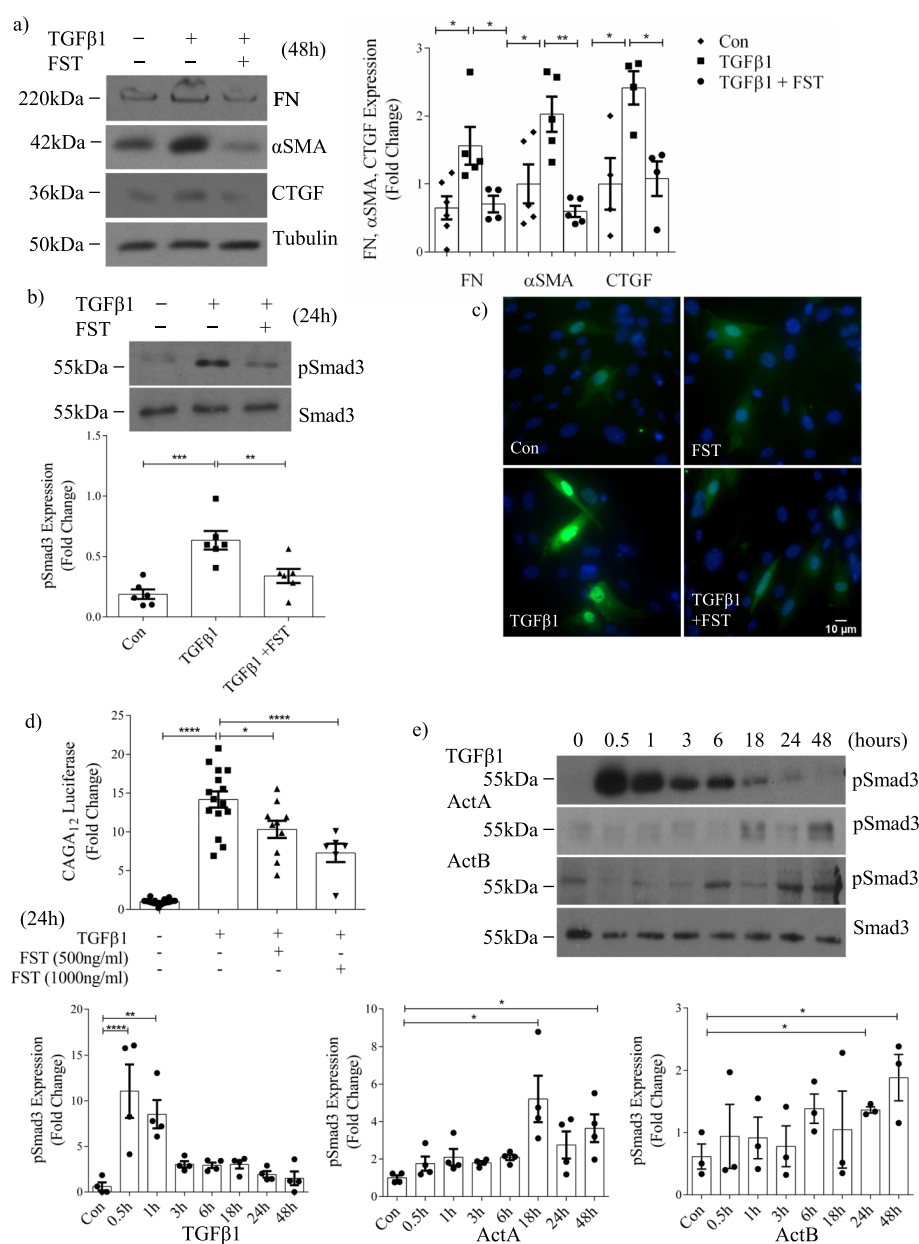 a)
TGFβ1 – + +
FST – – +
(48h)
220kDa
FN
42kDa
αSMA
36kDa
CTGF
50kDa
Tubulin
FN, αSMA, CTGF Expression
(Fold Change)
3
2
1
0
* * * ** * *
FN αSMA CTGF
Con
TGFβ1
TGFβ1 + FST
b)
TGFβ1 – + +
FST – – +
(24h)
55kDa
pSmad3
55kDa
Smad3
pSmad3 Expression
(Fold Change)
1.5
1.0
0.5
0.0
*** **
Con
TGFβ1
TGFβ1 +FST
c)
Con
FST
TGFβ1
TGFβ1
+FST
10 μm
d)
CAGA12 Luciferase
(Fold Change)
25
20
15
10
5
0
****
**** *
(24h)
TGFβ1 - + + +
FST (500ng/ml) - - + -
FST (1000ng/ml) - - - +
e)
0 0.5 1 3 6 18 24 48 (hours)
TGFβ1
55kDa
pSmad3
ActA
55kDa
pSmad3
ActB
55kDa
pSmad3
55kDa
Smad3
pSmad3 Expression
(Fold Change)
20
15
10
5
0
**
****
Con 0.5h 1h 3h 6h 18h 24h 48h
TGFβ1
pSmad3 Expression
(Fold Change)
10
8
6
4
2
0
*
*
Con 0.5h 1h 3h 6h 18h 24h 48h
ActA
pSmad3 Expression
(Fold Change)
3
2
1
0
*
*
Con 0.5h 1h 3h 6h 18h 24h 48h
ActB